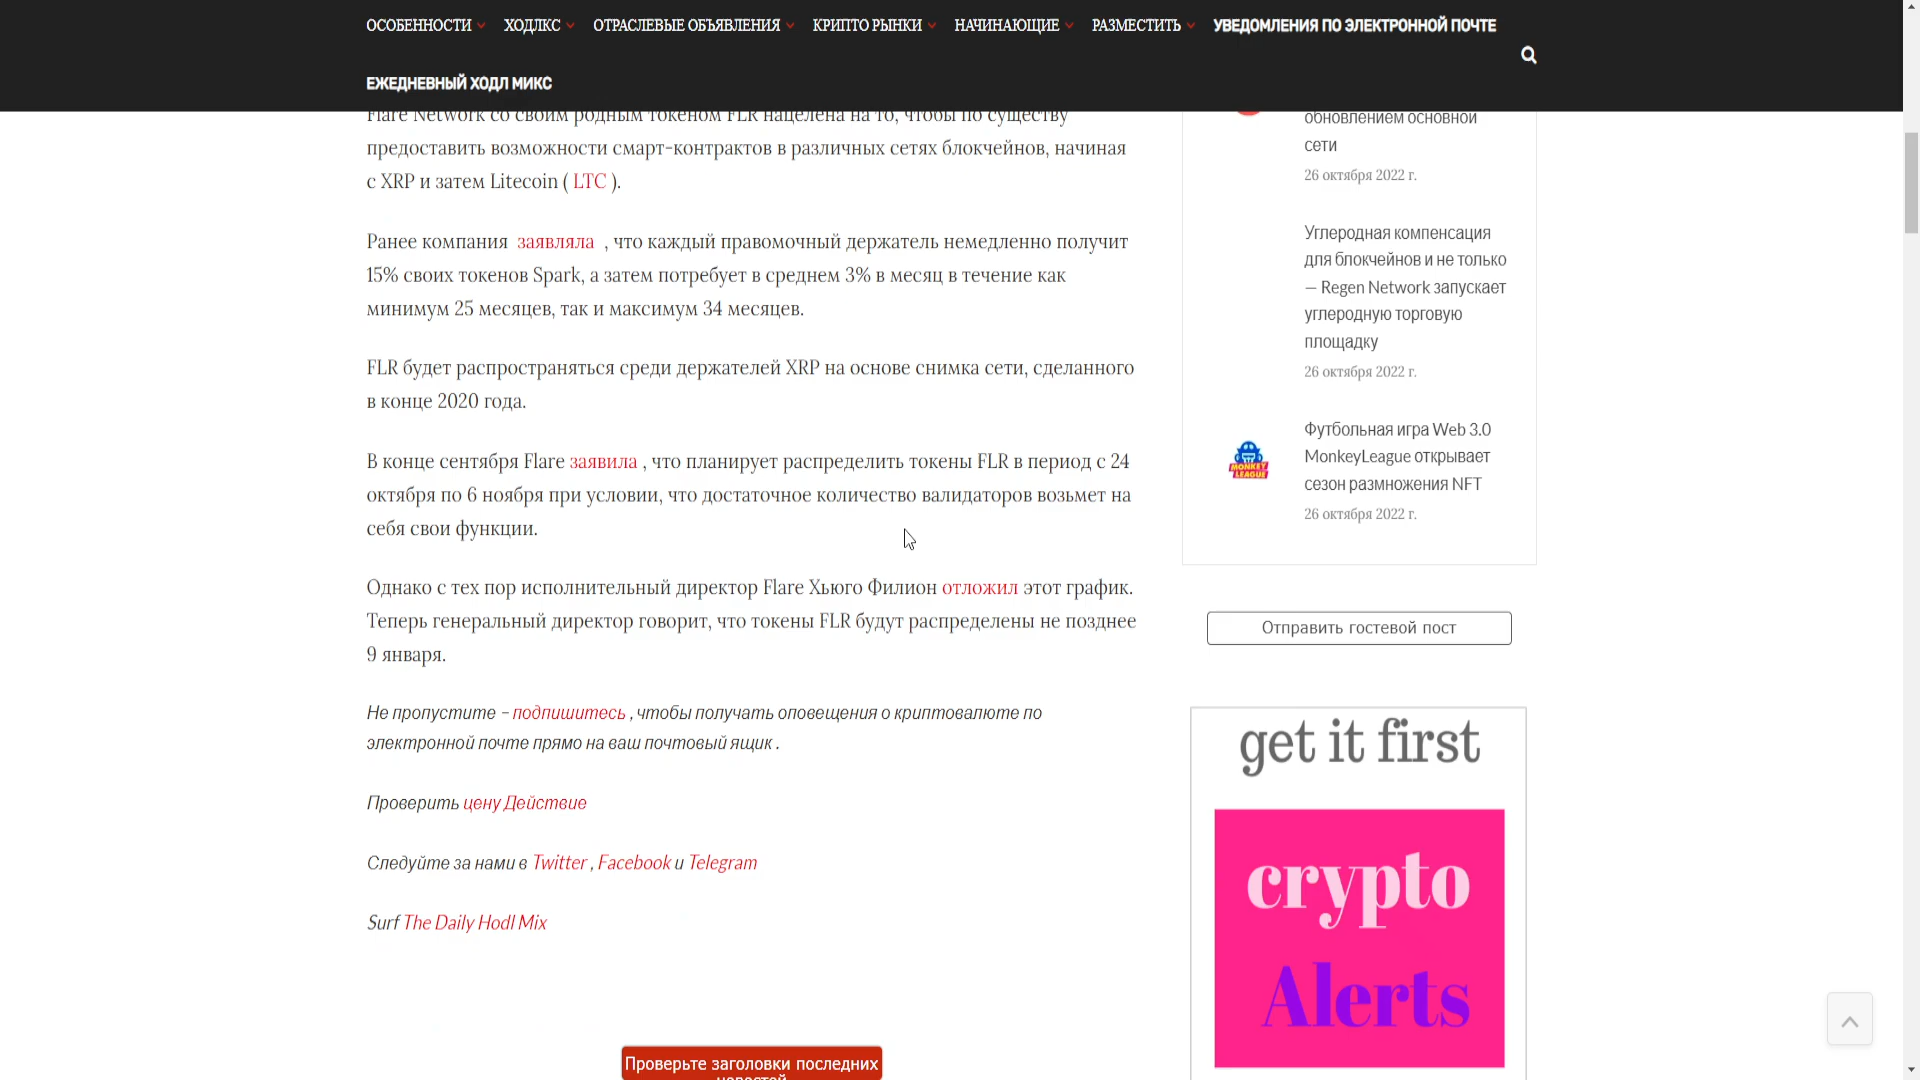 ОСОБЕННОСТИ ХОДЛКС ОТРАСЛЕВЫЕ ОБЪЯВЛЕНИЯ КРИПТО РЫНКИ НАЧИНАЮЩИЕ РАЗМЕСТИТЬ УВЕДОМЛЕНИЯ ПО ЭЛЕКТРОННОЙ ПОЧТЕ
ЕЖЕДНЕВНЫЙ ХОДЛ МИКС
Flare Network со своим родным токеном FLR нацелена на то, чтобы по существу
предоставить возможности смарт-контрактов в различных сетях блокчейнов, начиная
с XRP и затем Litecoin ( LTC ).
Ранее компания заявляла , что каждый правомочный держатель немедленно получит
15% своих токенов Spark, а затем потребует в среднем 3% в месяц в течение как
минимум 25 месяцев, так и максимум 34 месяцев.
FLR будет распространяться среди держателей XRP на основе снимка сети, сделанного
в конце 2020 года.
В конце сентября Flare заявила , что планирует распределить токены FLR в период с 24
октября по 6 ноября при условии, что достаточное количество валидаторов возьмет на
себя свои функции.
Однако с тех пор исполнительный директор Flare Хьюго Филион отложил этот график.
Теперь генеральный директор говорит, что токены FLR будут распределены не позднее
9 января.
Не пропустите – подпишитесь , чтобы получать оповещения о криптовалюте по
электронной почте прямо на ваш почтовый ящик .
Проверить цену Действие
Следуйте за нами в Twitter , Facebook и Telegram
Surf The Daily Hodl Mix
Проверьте заголовки последних
новостей
обновлением основной
сети
26 октября 2022 г.
Углеродная компенсация
для блокчейнов и не только
— Regen Network запускает
углеродную торговую
площадку
26 октября 2022 г.
MONKEY
LEAGUE
Футбольная игра Web 3.0
MonkeyLeague открывает
сезон размножения NFT
26 октября 2022 г.
Отправить гостевой пост
get it first
crypto
Alerts